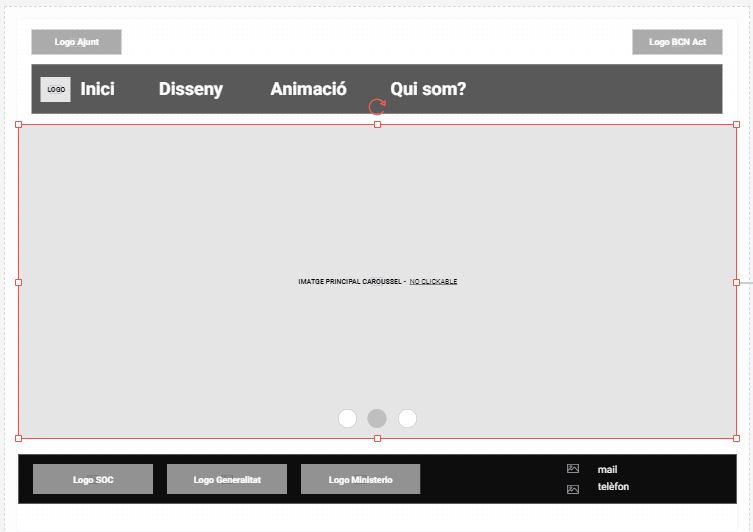 Logo Ajunt
Logo BCN Act
LOGO Inici Disseny Animació Qui som?
IMATGE PRINCIPAL CAROUSSEL - NO CLICKABLE
Logo SOC
Logo Generalitat
Logo Ministerio
mail
telèfon